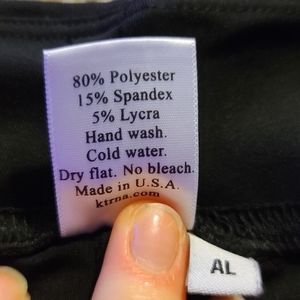 80% Polyester
15% Spandex
5% Lycra
Hand wash.
Cold water.
Dry flat. No bleach.
Made in U.S.A.
ktrna.com
AL